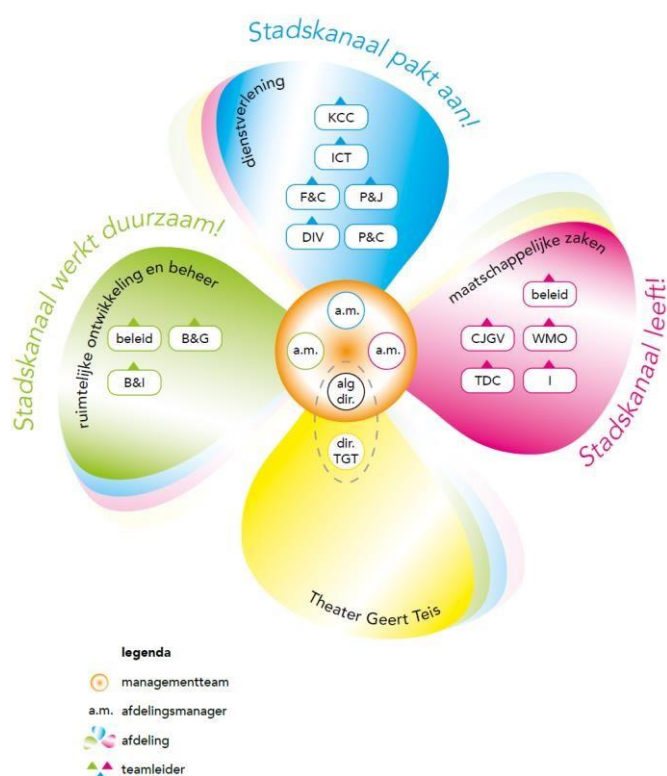 Stadskanaal pakt aan!
dienstverlening
KCC
ICT
F&C
P&J
DIV
P&C
Stadskanaal werkt duurzaam!
ruimtelijke ontwikkeling en beheer
beleid
B&G
B&I
maatschappelijke zaken
beleid
CJGV
WMO
TDC
I
Stadskanaal leeft!
a.m.
a.m.
a.m.
alg
dir.
dir.
TGT
Theater Geert Teis
legenda
managementteam
a.m. afdelingsmanager
afdeling
teamleider